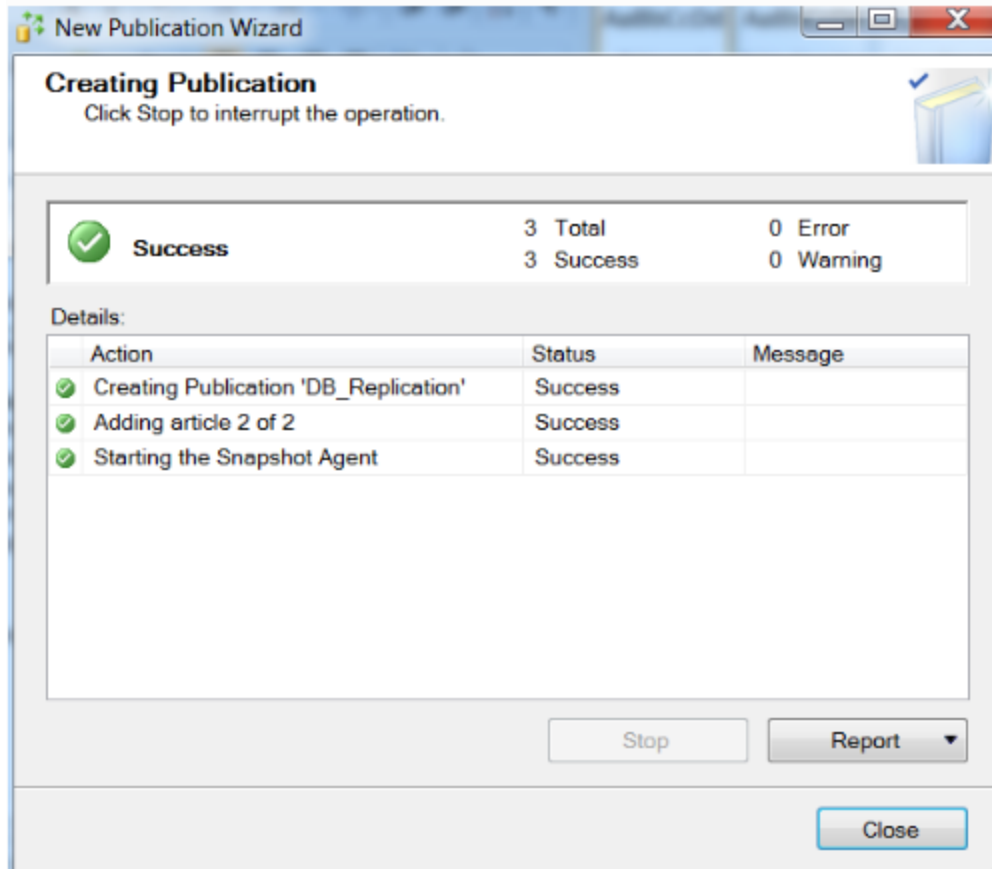 New Publication Wizard
Creating Publication
Click Stop to interrupt the operation.
Success
3 Total
0 Error
3 Success
0 Warning
Details:
Action Status Message
Creating Publication 'DB_Replication' Success
Adding article 2 of 2 Success
Starting the Snapshot Agent Success
Stop
Report
Close